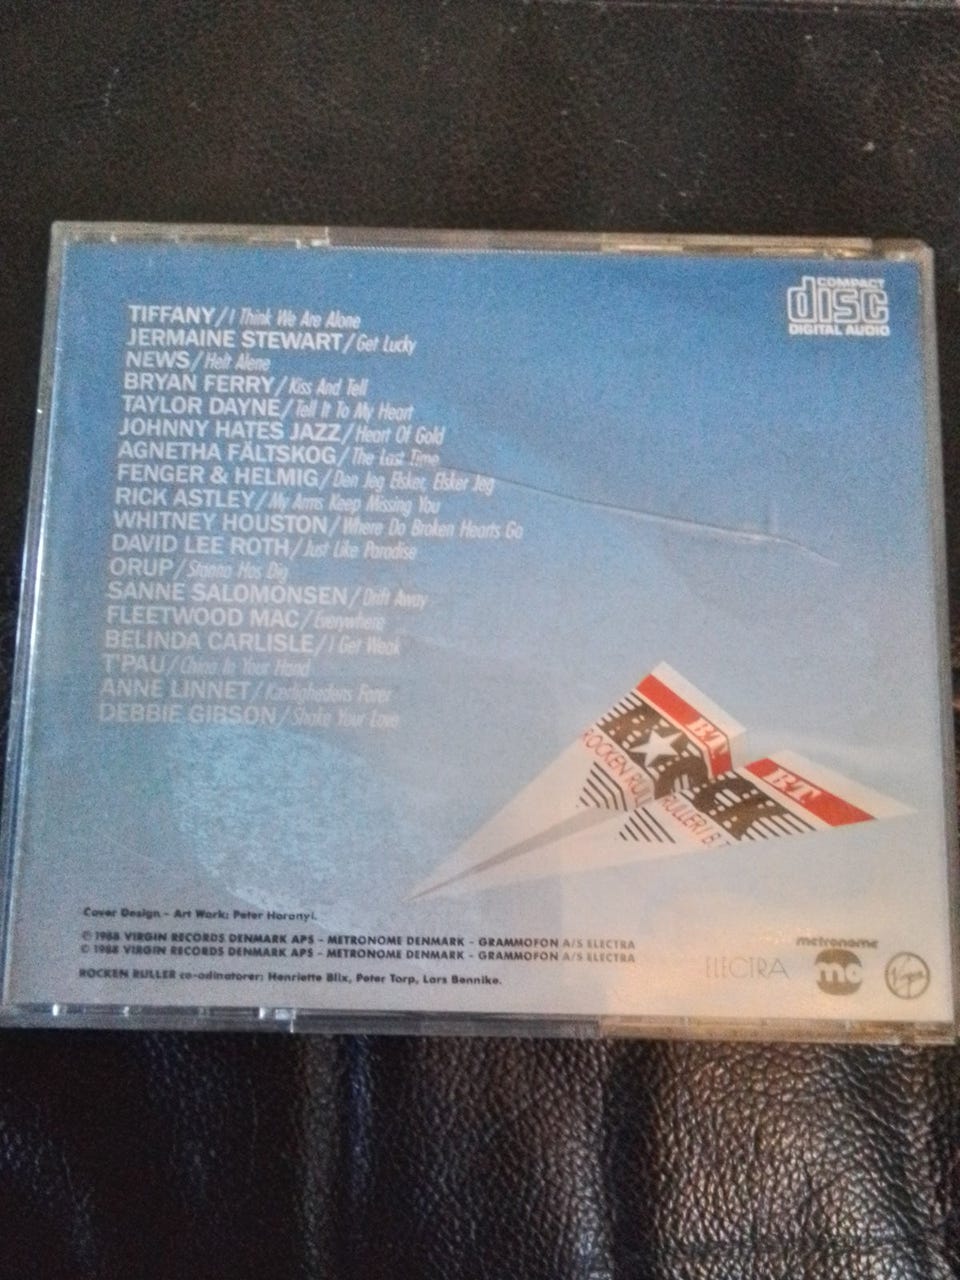 COMPACT
disc
DIGITAL AUDIO
TIFFANY/I Think We Are Alone
JERMAINE STEWART/Get Lucky
NEWS/Helt Alene
BRYAN FERRY/Kiss And Tell
TAYLOR DAYNE/Tell It To My Heart
JOHNNY HATES JAZZ/Heart Of Gold
AGNETHA FÄLTSKOG/The Last Time
FENGER & HELMIG/Den Jeg Elsker, Elsker Jeg
RICK ASTLEY/My Arms Keep Missing You
WHITNEY HOUSTON/Where Do Broken Hearts Go
DAVID LEE ROTH/Just Like Paradise
ORUP/Stanna Hos Dig
SANNE SALOMONSEN/Drift Away
FLEETWOOD MAC/Everywhere
BELINDA CARLISLE/I Get Weak
T'PAU/China In Your Hand
ANNE LINNET/Kærlighedens Farer
DEBBIE GIBSON/Shake Your Love
B.T.
B.T.
ROCKEN RULLER
RULLER/B.T
Cover Design - Art Work: Peter Haranyi.
℗ 1988 VIRGIN RECORDS DENMARK APS - METRONOME DENMARK - GRAMMOFON A/S ELECTRA
© 1988 VIRGIN RECORDS DENMARK APS - METRONOME DENMARK - GRAMMOFON A/S ELECTRA
ROCKEN RULLER co-odinatorer: Henriette Blix, Peter Torp, Lars Bennike.
ELECTRA
metronome
Virgin